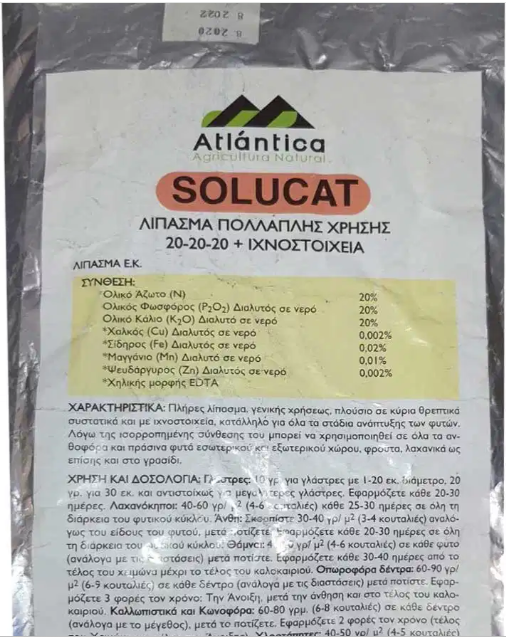 8 2022
8 2020
Atlántica
Agricultura Natural
SOLUCAT
ΛΙΠΑΣΜΑ ΠΟΛΛΑΠΛΗΣ ΧΡΗΣΗΣ
20-20-20 + ΙΧΝΟΣΤΟΙΧΕΙΑ
ΛΙΠΑΣΜΑ Ε.Κ.
ΣΥΝΘΕΣΗ:
Ολικό Άζωτο (N) 20%
Ολικός Φωσφόρος (P2O2) Διαλυτός σε νερό 20%
Ολικό Κάλιο (K2O) Διαλυτό σε νερό 20%
*Χαλκός (Cu) Διαλυτός σε νερό 0,002%
*Σίδηρος (Fe) Διαλυτός σε νερό 0,02%
*Μαγγάνιο (Mn) Διαλυτό σε νερό 0,01%
*Ψευδάργυρος (Zn) Διαλυτός σε νερό 0,002%
*Χηλικής μορφής EDTA
ΧΑΡΑΚΤΗΡΙΣΤΙΚΑ: Πλήρες λίπασμα, γενικής χρήσεως, πλούσιο σε κύρια θρεπτικά
συστατικά και με ιχνοστοιχεία, κατάλληλο για όλα τα στάδια ανάπτυξης των φυτών.
Λόγω της ισορροπημένης σύνθεσης του μπορεί να χρησιμοποιηθεί σε όλα τα αν-
θοφόρα και πράσινα φυτά εσωτερικού και εξωτερικού χώρου, φρούτα, λαχανικά ως
επίσης και στο γρασίδι.
ΧΡΗΣΗ ΚΑΙ ΔΟΣΟΛΟΓΙΑ: Γλάστρες: 10 γρ για γλάστρες με 1-20 εκ. διάμετρο, 20
γρ. για 30 εκ. και αντιστοίχως για μεγαλύτερες γλάστρες. Εφαρμόζετε κάθε 20-30
ημέρες. Λαχανόκηποι: 40-60 γρ/ μ² (4-6 κουταλιές) κάθε 25-30 ημέρες σε όλη τη
διάρκεια του φυτικού κύκλου. Άνθη: Σκορπίστε 30-40 γρ/ μ² (3-4 κουταλιές) αναλό-
γως του είδους του φυτού, μετά ποτίζετε Εφαρμόζετε κάθε 20-30 ημέρες σε όλη
τη διάρκεια του κύκλου. Θάμνοι: γρ/ μ² (4-6 κουταλιές) σε κάθε φυτό
(ανάλογα με τις διαστάσεις) μετά ποτίστε. Εφαρμόζετε κάθε 30-40 ημέρες από το
τέλος του χειμώνα μέχρι το τέλος του καλοκαιριού. Οπωροφόρα δέντρα: 60-90 γρ/
μ² (6-9 κουταλιές) σε κάθε δέντρο (ανάλογα με τις διαστάσεις) μετά ποτίστε. Εφαρ-
μόζετε 3 φορές τον χρόνο: Την Άνοιξη, μετά την άνθηση και στο τέλος του καλο-
καιριού. Καλλωπιστικά και Κωνοφόρα: 60-80 γρμ. (6-8 κουταλιές) σε κάθε δέντρο
(ανάλογα με το μέγεθος), μετά το ποτίζετε. Εφαρμόζετε 2 φορές τον χρόνο (τέλος
40-50 γρ/ μ² (4-5 κουταλιές